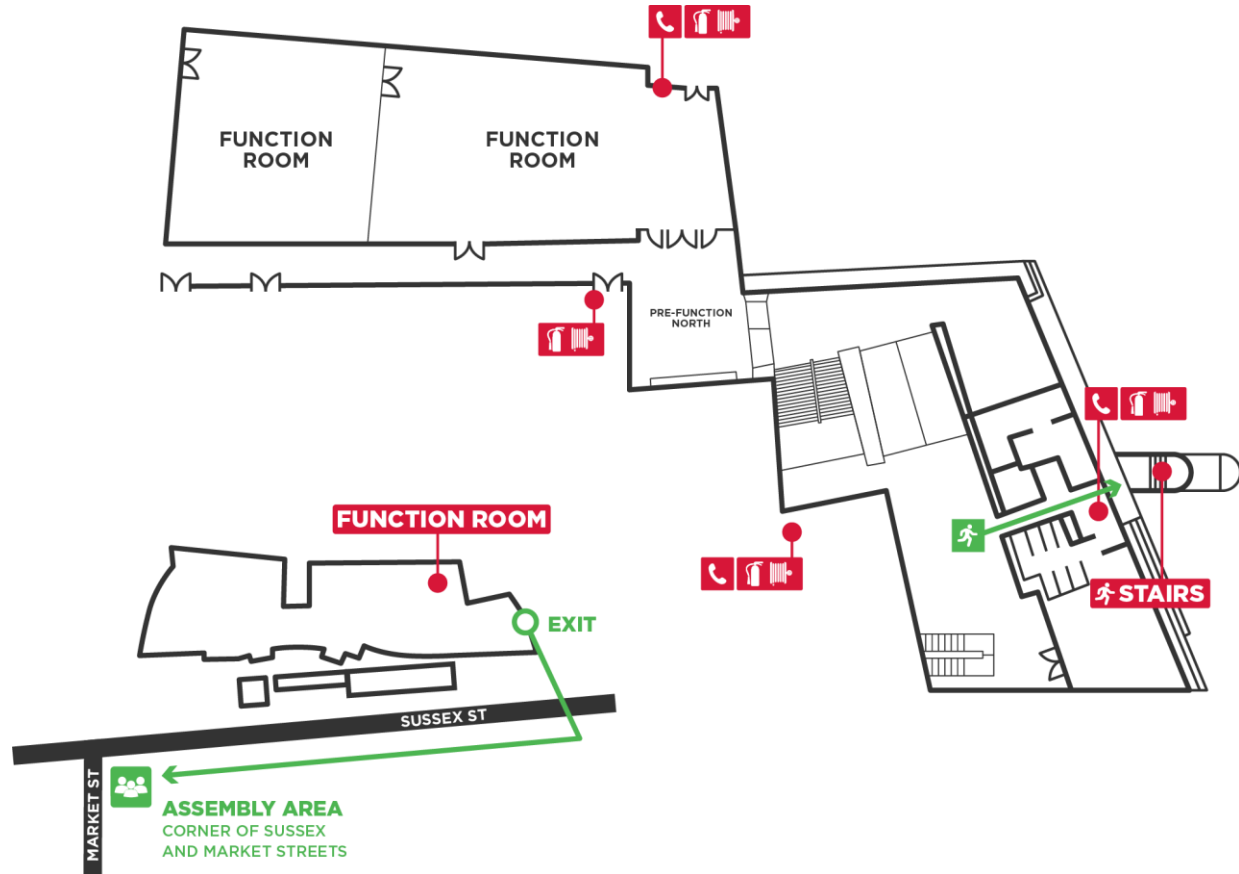 FUNCTION
ROOM
FUNCTION
ROOM
PRE-FUNCTION
NORTH
STAIRS
FUNCTION ROOM
EXIT
SUSSEX ST
MARKET ST
ASSEMBLY AREA
CORNER OF SUSSEX
AND MARKET STREETS